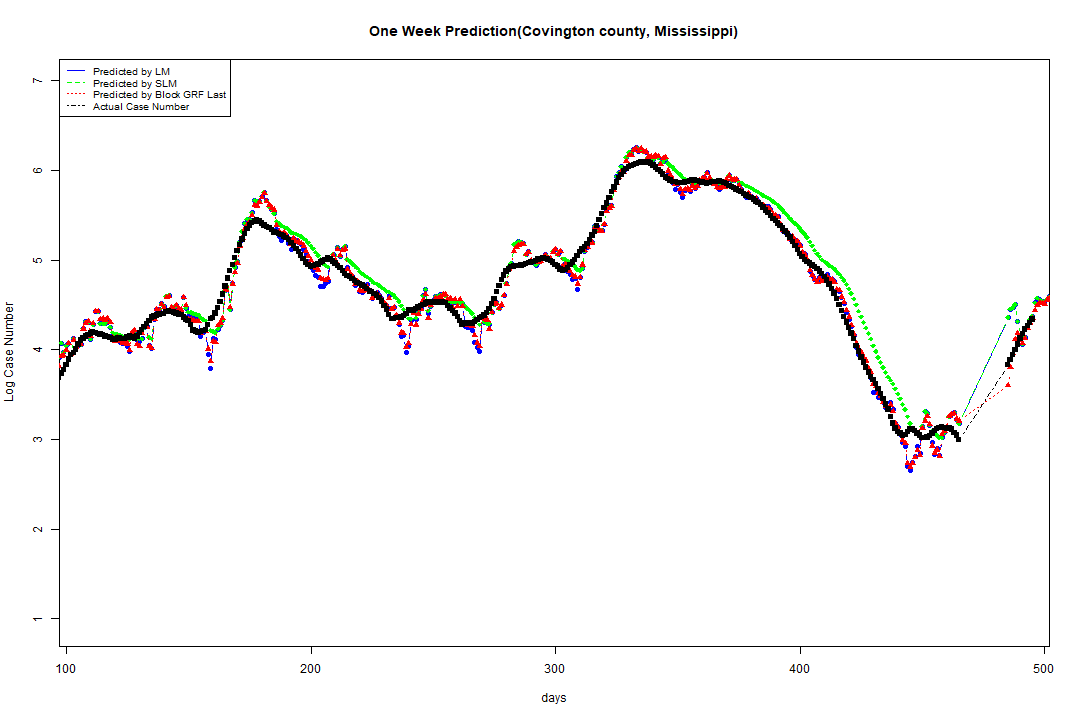 One Week Prediction(Covington county, Mississippi)
Predicted by LM
Predicted by SLM
Predicted by Block GRF Last
Actual Case Number
7
6
5
4
3
2
1
Log Case Number
100 200 300 400 500
days